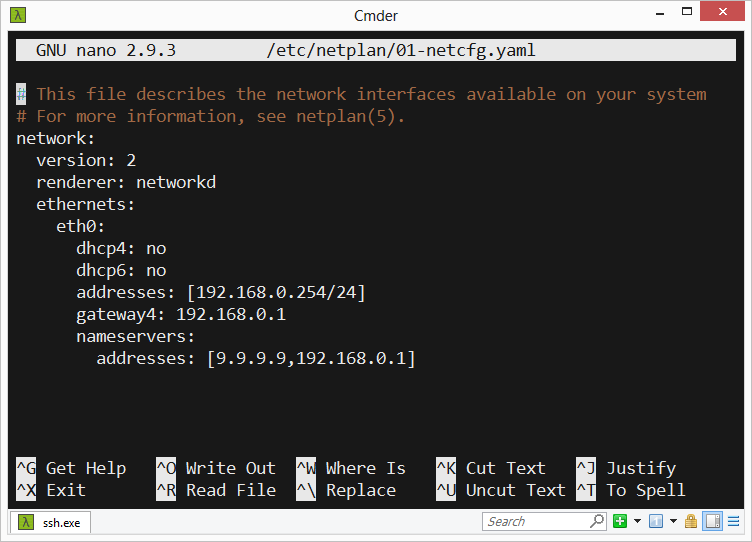 Cmder
GNU nano 2.9.3 /etc/netplan/01-netcfg.yaml
# This file describes the network interfaces available on your system
# For more information, see netplan(5).
network:
  version: 2
  renderer: networkd
  ethernets:
    eth0:
      dhcp4: no
      dhcp6: no
      addresses: [192.168.0.254/24]
      gateway4: 192.168.0.1
      nameservers:
        addresses: [9.9.9.9,192.168.0.1]
^G Get Help ^O Write Out ^W Where Is ^K Cut Text ^J Justify
^X Exit ^R Read File ^\ Replace ^U Uncut Text ^T To Spell
λ ssh.exe Search